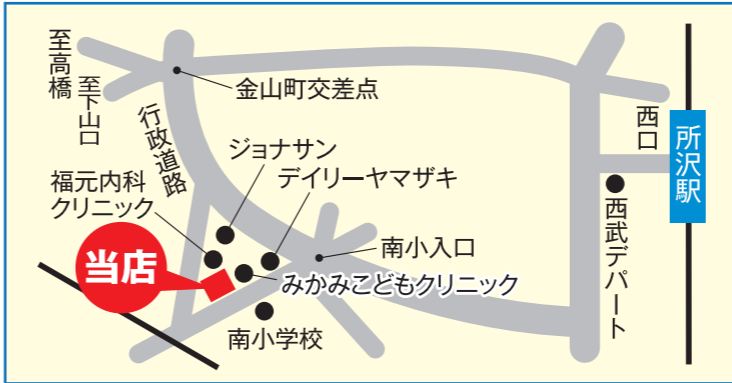 至高橋
至下山口
行政道路
金山町交差点
ジョナサン
デイリーヤマザキ
福元内科
クリニック
当店
南小入口
みかみこどもクリニック
南小学校
西口
所沢駅
西武デパート